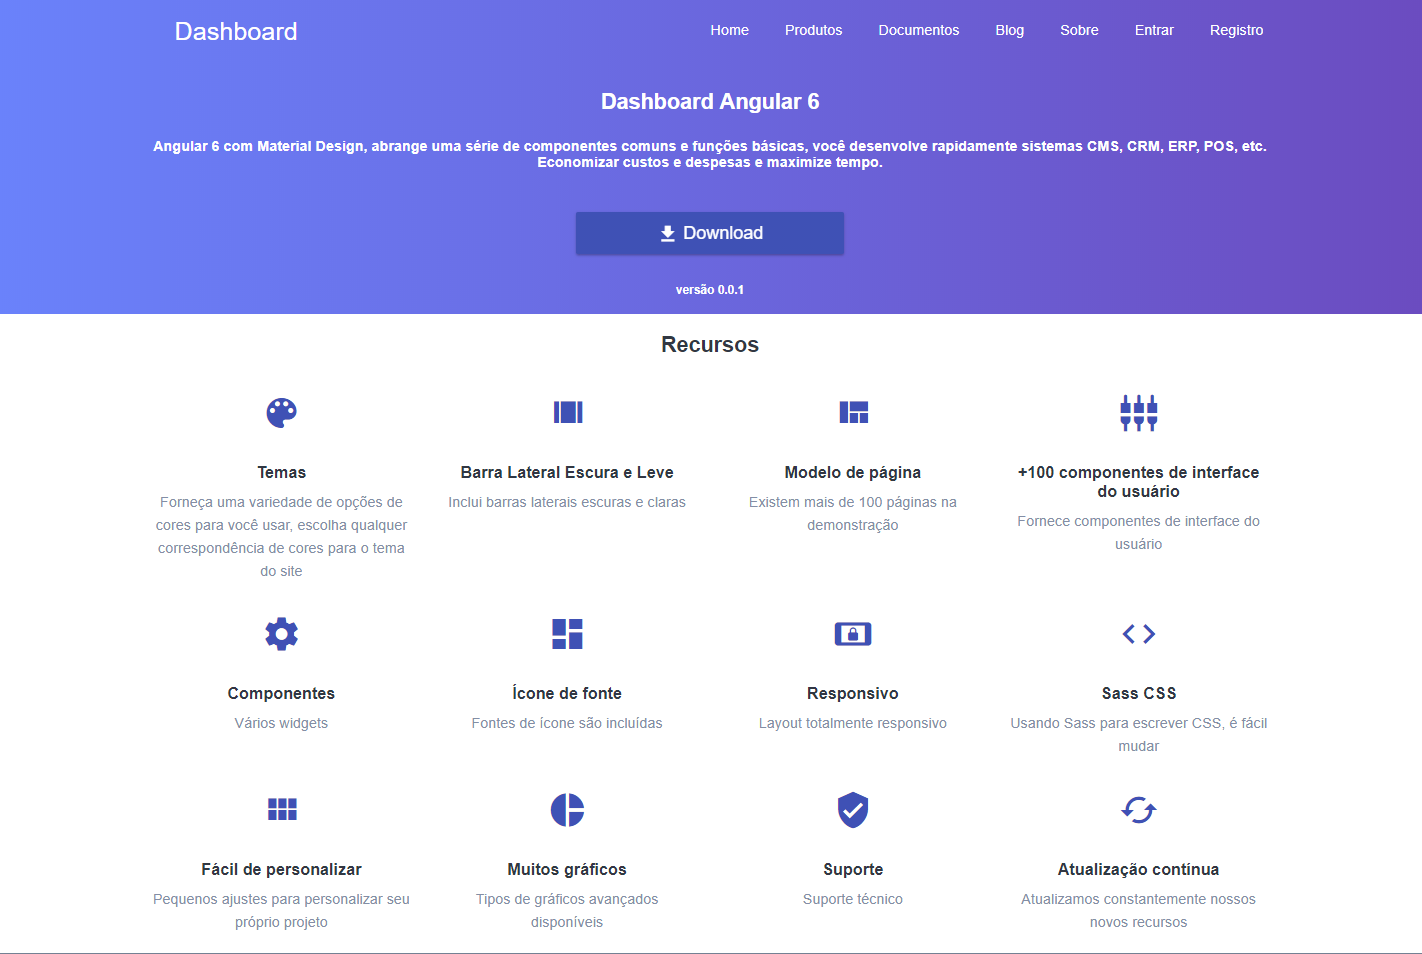 Dashboard
Home Produtos Documentos Blog Sobre Entrar Registro
Dashboard Angular 6
Angular 6 com Material Design, abrange uma série de componentes comuns e funções básicas, você desenvolve rapidamente sistemas CMS, CRM, ERP, POS, etc.
Economizar custos e despesas e maximize tempo.
Download
versão 0.0.1
Recursos
Temas
Forneça uma variedade de opções de
cores para você usar, escolha qualquer
correspondência de cores para o tema
do site
Barra Lateral Escura e Leve
Inclui barras laterais escuras e claras
Modelo de página
Existem mais de 100 páginas na
demonstração
+100 componentes de interface
do usuário
Fornece componentes de interface do
usuário
Componentes
Vários widgets
Ícone de fonte
Fontes de ícone são incluídas
Responsivo
Layout totalmente responsivo
Sass CSS
Usando Sass para escrever CSS, é fácil
mudar
Fácil de personalizar
Pequenos ajustes para personalizar seu
próprio projeto
Muitos gráficos
Tipos de gráficos avançados
disponíveis
Suporte
Suporte técnico
Atualização contínua
Atualizamos constantemente nossos
novos recursos